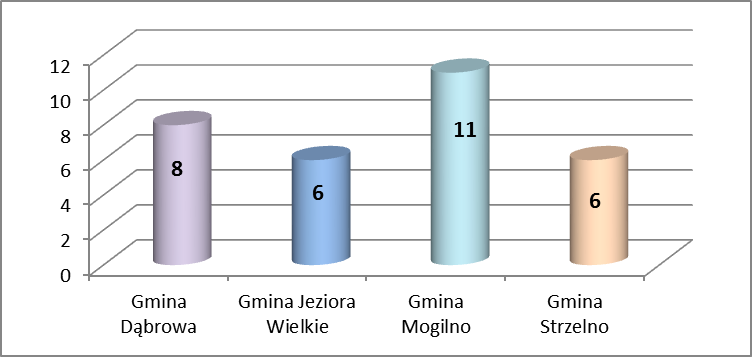 12
10
8
6
4
2
0
8
6
11
6
Gmina
Dąbrowa
Gmina Jeziora
Wielkie
Gmina
Mogilno
Gmina
Strzelno